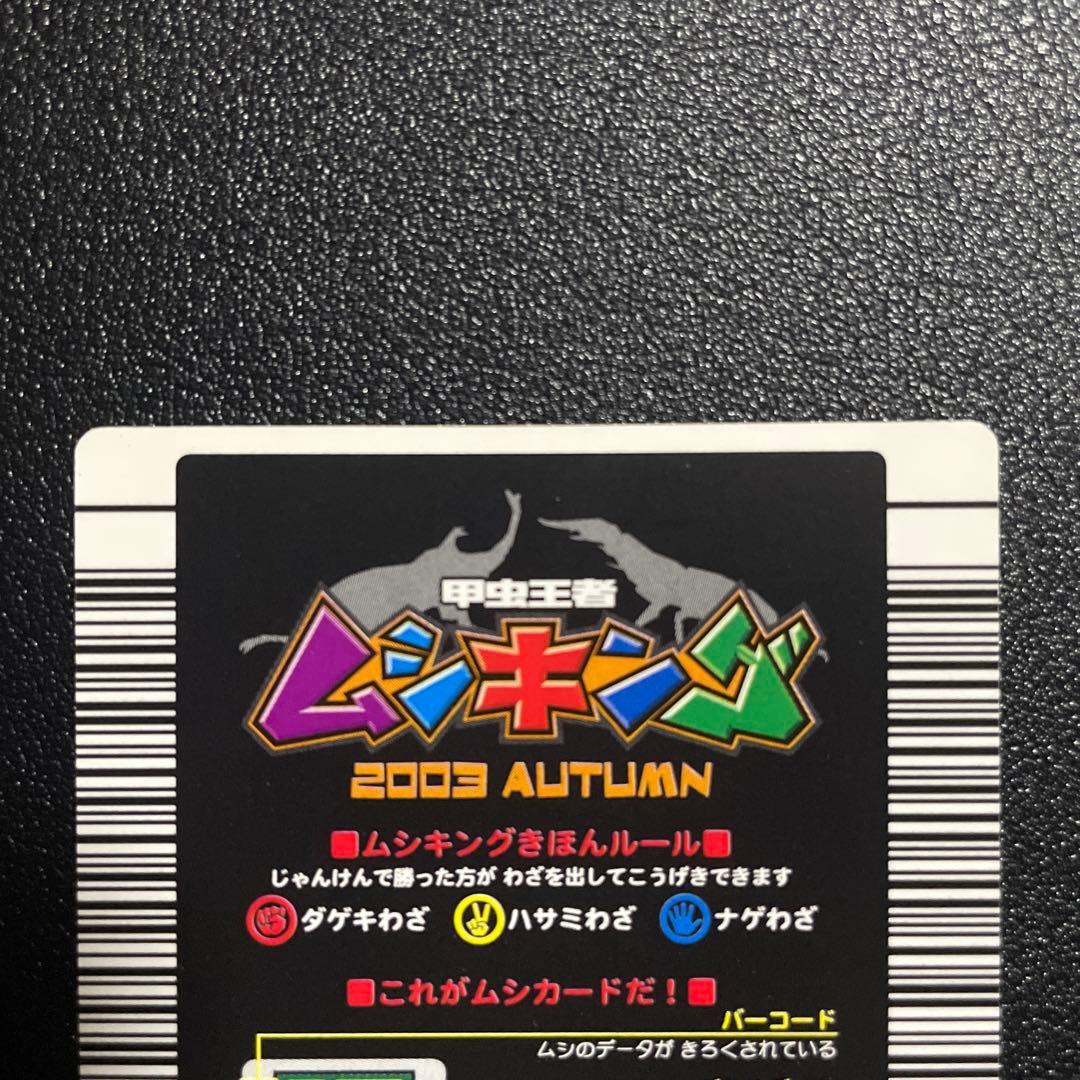 甲虫王者
ムシキング
2003 AUTUMN
■ムシキングきほんルール■
じゃんけんで勝った方が わざを出してこうげきできます
ダゲキわざ ハサミわざ ナゲわざ
■これがムシカードだ！■
バーコード
ムシのデータが きろくされている